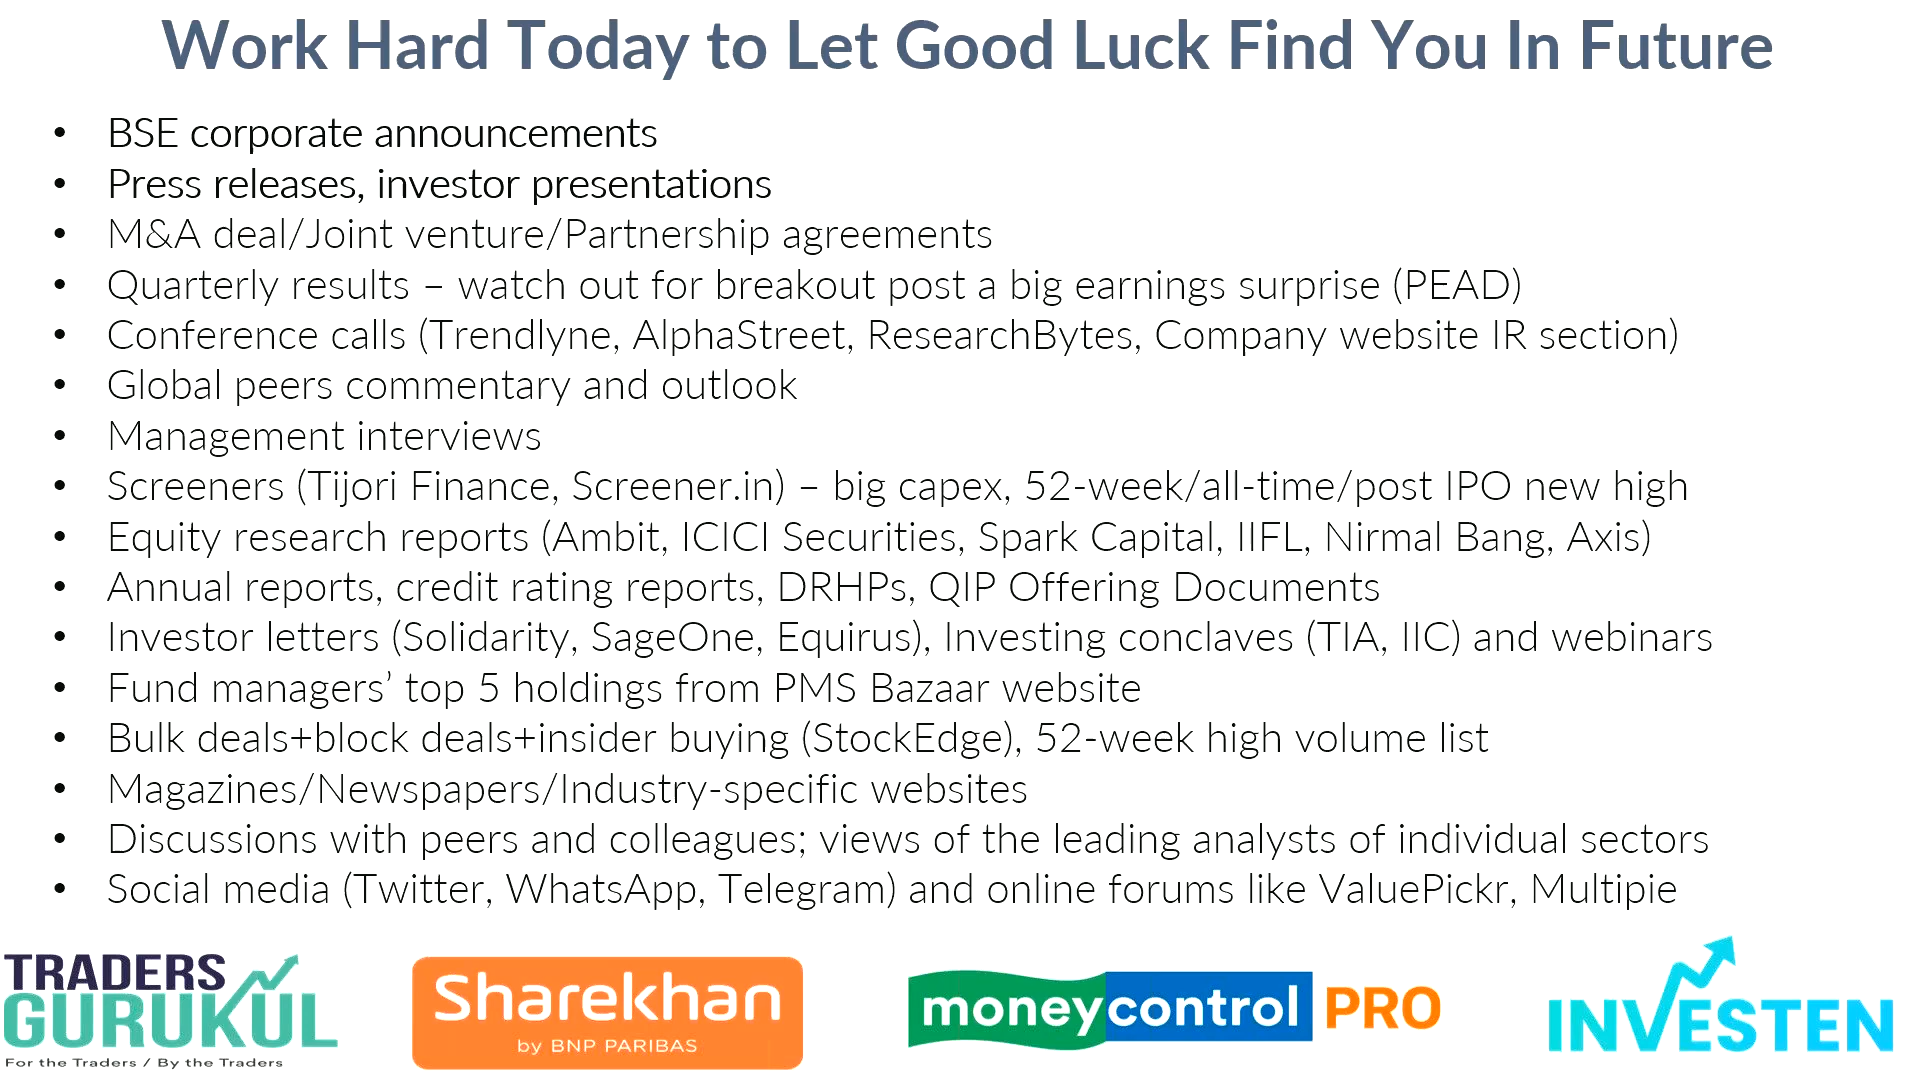 Work Hard Today to Let Good Luck Find You In Future
• BSE corporate announcements
• Press releases, investor presentations
• M&A deal/Joint venture/Partnership agreements
• Quarterly results – watch out for breakout post a big earnings surprise (PEAD)
• Conference calls (Trendlyne, AlphaStreet, ResearchBytes, Company website IR section)
• Global peers commentary and outlook
• Management interviews
• Screeners (Tijori Finance, Screener.in) – big capex, 52-week/all-time/post IPO new high
• Equity research reports (Ambit, ICICI Securities, Spark Capital, IIFL, Nirmal Bang, Axis)
• Annual reports, credit rating reports, DRHPs, QIP Offering Documents
• Investor letters (Solidarity, SageOne, Equirus), Investing conclaves (TIA, IIC) and webinars
• Fund managers’ top 5 holdings from PMS Bazaar website
• Bulk deals+block deals+insider buying (StockEdge), 52-week high volume list
• Magazines/Newspapers/Industry-specific websites
• Discussions with peers and colleagues; views of the leading analysts of individual sectors
• Social media (Twitter, WhatsApp, Telegram) and online forums like ValuePickr, Multipie
TRADERS
GURUKUL
For the Traders / By the Traders
Sharekhan
by BNP PARIBAS
moneycontrol PRO
INVESTEN